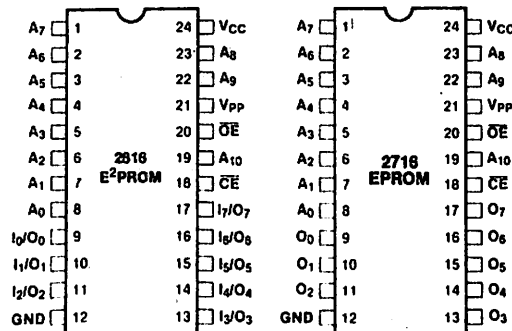 A7 1 24 VCC A7 1 24 VCC
A6 2 23 A8 A6 2 23 A8
A5 3 22 A9 A5 3 22 A9
A4 4 21 VPP A4 4 21 VPP
A3 5 20 OE A3 5 20 OE
A2 6 2816 19 A10 A2 6 2716 19 A10
A1 7 E²PROM 18 CE A1 7 EPROM 18 CE
A0 8 17 I7/O7 A0 8 17 O7
I0/O0 9 16 I6/O6 O0 9 16 O6
I1/O1 10 15 I5/O5 O1 10 15 O5
I2/O2 11 14 I4/O4 O2 11 14 O4
GND 12 13 I3/O3 GND 12 13 O3